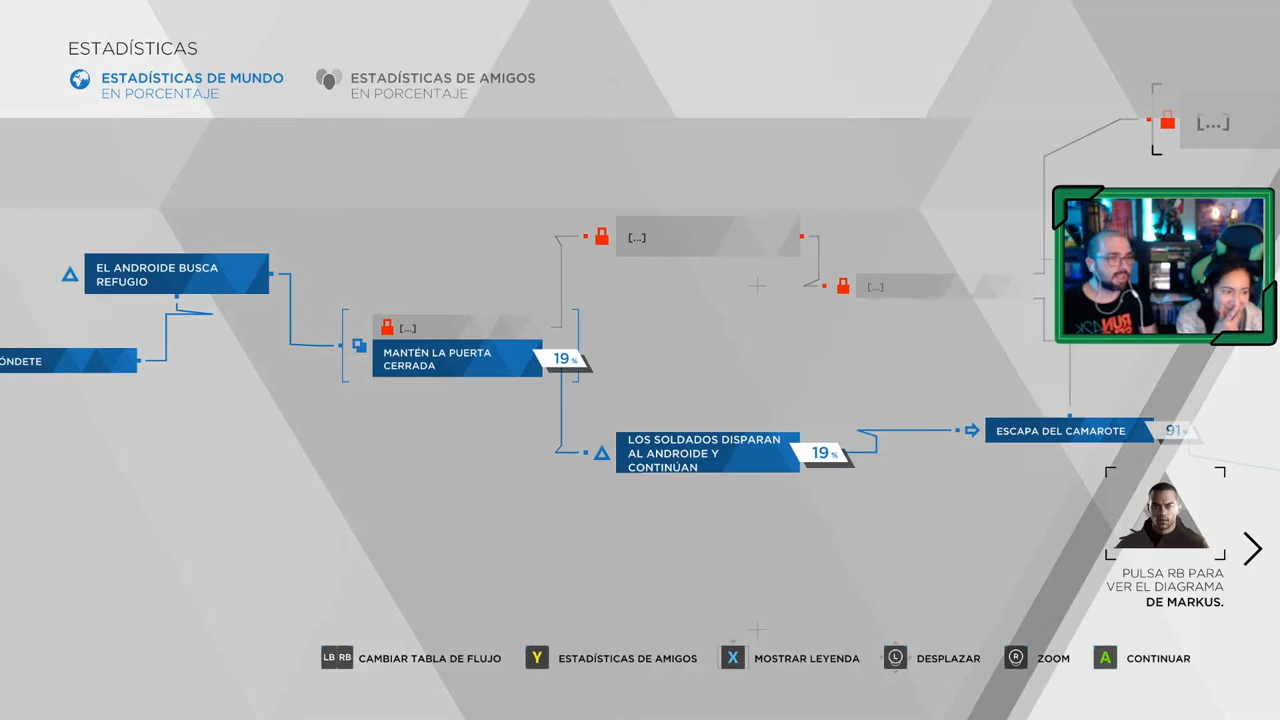 ESTADÍSTICAS
ESTADÍSTICAS DE MUNDO
EN PORCENTAJE
ESTADÍSTICAS DE AMIGOS
EN PORCENTAJE
[...]
EL ANDROIDE BUSCA
REFUGIO
[...]
[...]
[...]
MANTÉN LA PUERTA
CERRADA
19%
ÓNDETE
LOS SOLDADOS DISPARAN
AL ANDROIDE Y
CONTINÚAN
19%
ESCAPA DEL CAMAROTE
91%
PULSA RB PARA
VER EL DIAGRAMA
DE MARKUS.
LB RB CAMBIAR TABLA DE FLUJO
Y ESTADÍSTICAS DE AMIGOS
X MOSTRAR LEYENDA
L DESPLAZAR
R ZOOM
A CONTINUAR